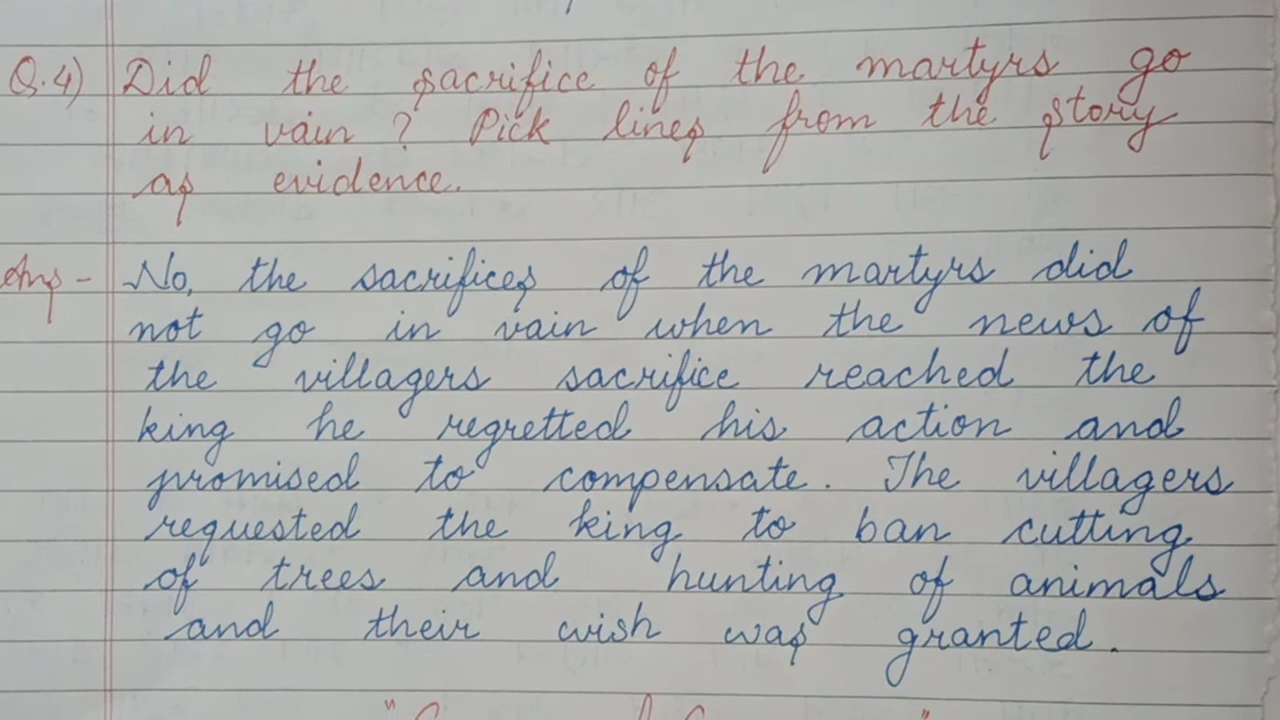 Q.4) Did the sacrifice of the martyrs go
in vain ? Pick lines from the story
as evidence.
Ans - No, the sacrifices of the martyrs did
not go in vain when the news of
the villagers sacrifice reached the
king he regretted his action and
promised to compensate. The villagers
requested the king to ban cutting
of trees and hunting of animals
and their wish was granted.